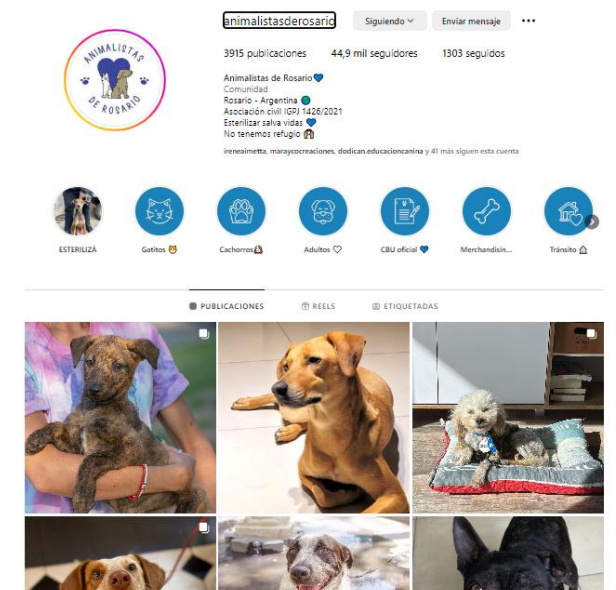 animalistasderosario Siguiendo Enviar mensaje
3915 publicaciones 44,9 mil seguidores 1303 seguidos
ANIMALISTAS
DE ROSARIO
Animalistas de Rosario💙
Comunidad
Rosario - Argentina 🌎
Asociación civil IGPJ 1426/2021
Esterilizar salva vidas 💙
No tenemos refugio
ireneaimetta, maraycocreaciones, dodican.educacioncanina y 41 más siguen esta cuenta
ESTERILIZÁ Gatitos Cachorros Adultos CBU oficial 💙 Merchandisin... Tránsito
PUBLICACIONES REELS ETIQUETADAS